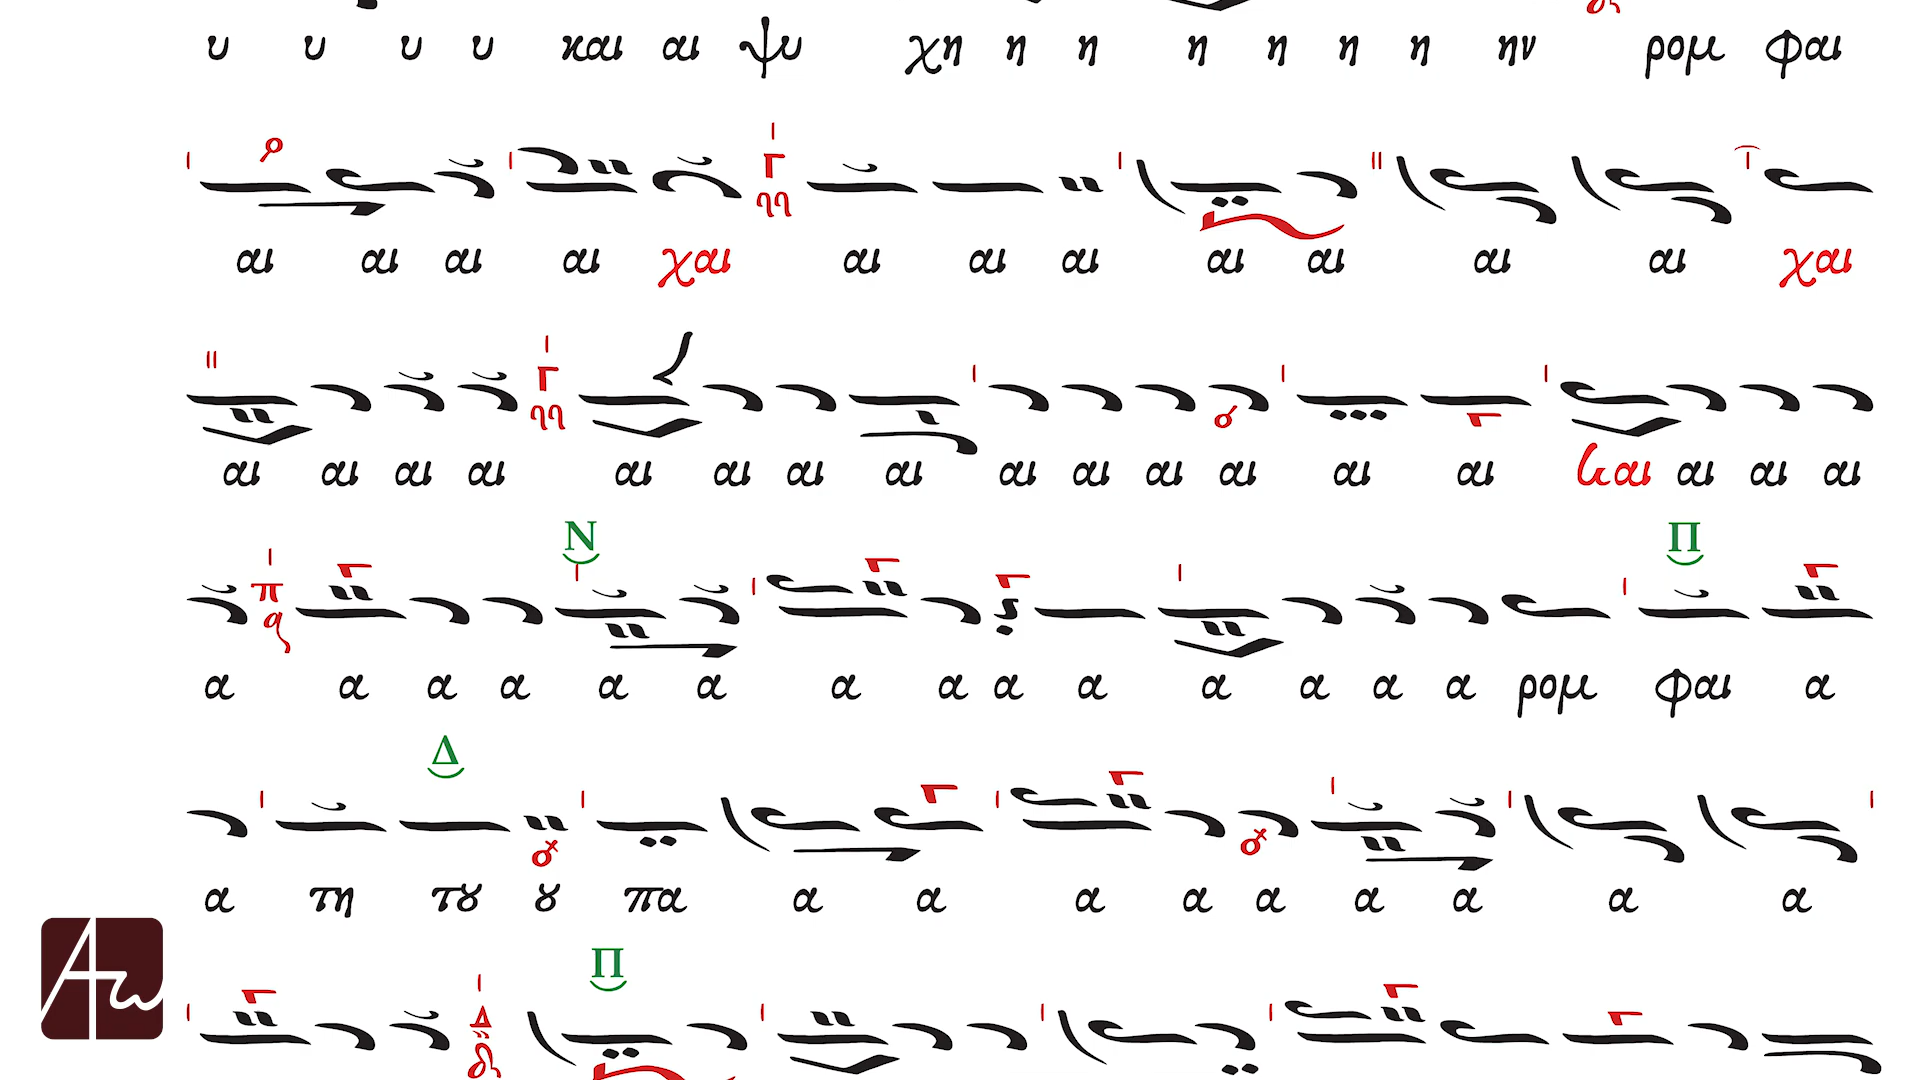 υ υ υ υ και αι ψυ χη η η η η η η ην ρομ φαι
Γ
αι αι αι αι χαι αι αι αι αι αι αι αι χαι
Γ
αι αι αι αι αι αι αι αι αι αι αι αι αι αι αι αι αι
Ν Π
π
α α α α α α α α α α α α α α ρομ φαι α
Δ
α τη τȣ ȣ πα α α α α α α α α α
Π
Δ
Aω